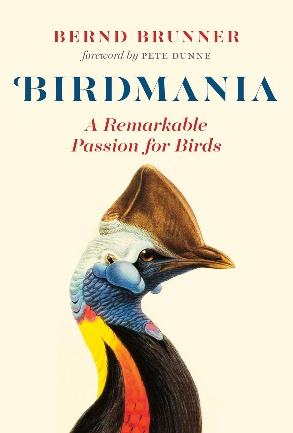 BERND BRUNNER
foreword by PETE DUNNE
BIRDMANIA
A Remarkable
Passion for Birds